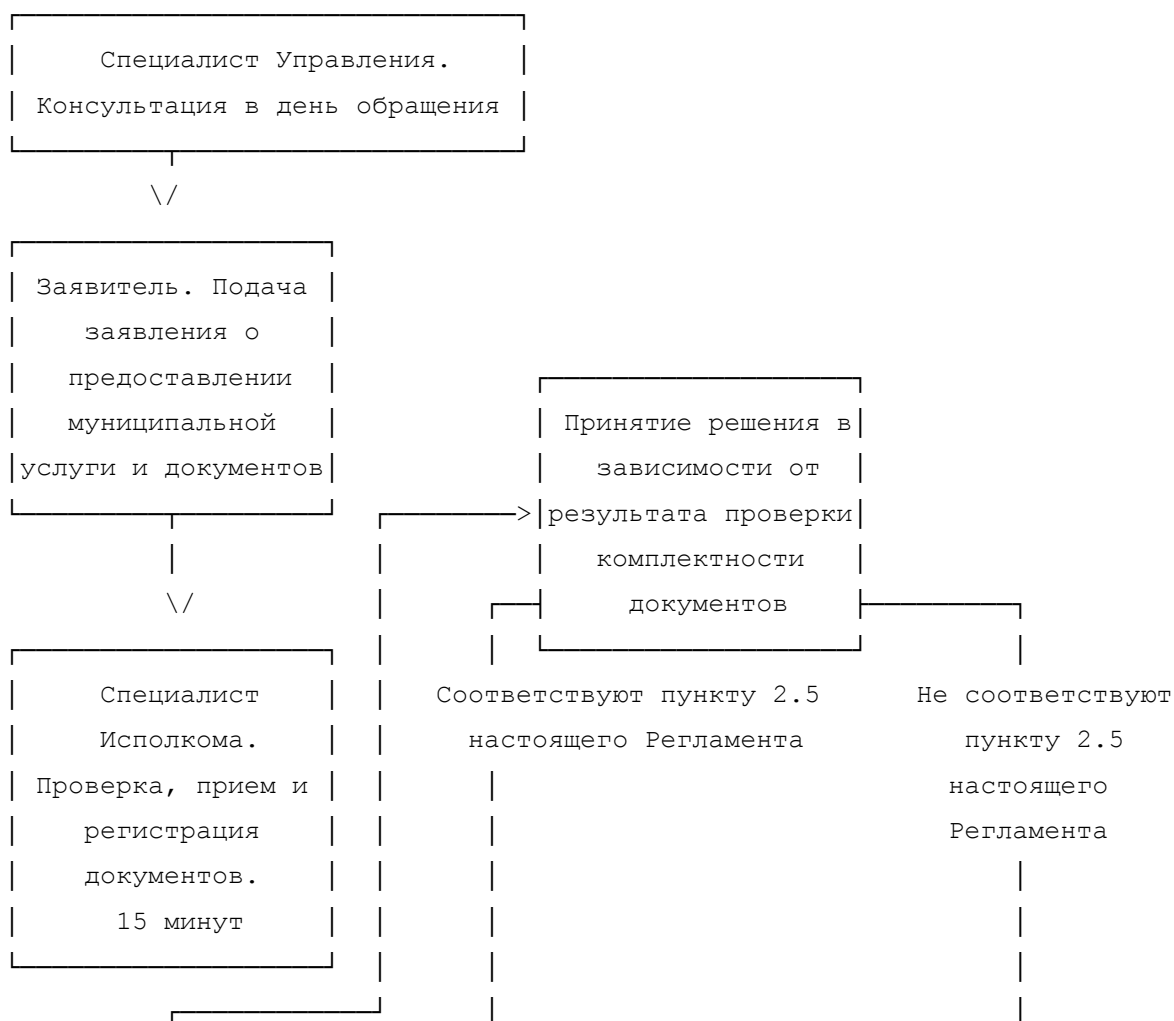 Специалист Управления.
Консультация в день обращения
\/
Заявитель. Подача
заявления о
предоставлении
муниципальной
услуги и документов
\/
Принятие решения в
зависимости от
результата проверки
комплектности
документов
Специалист
Исполкома.
Проверка, прием и
регистрация
документов.
15 минут
Соответствуют пункту 2.5
настоящего Регламента
Не соответствуют
пункту 2.5
настоящего
Регламента